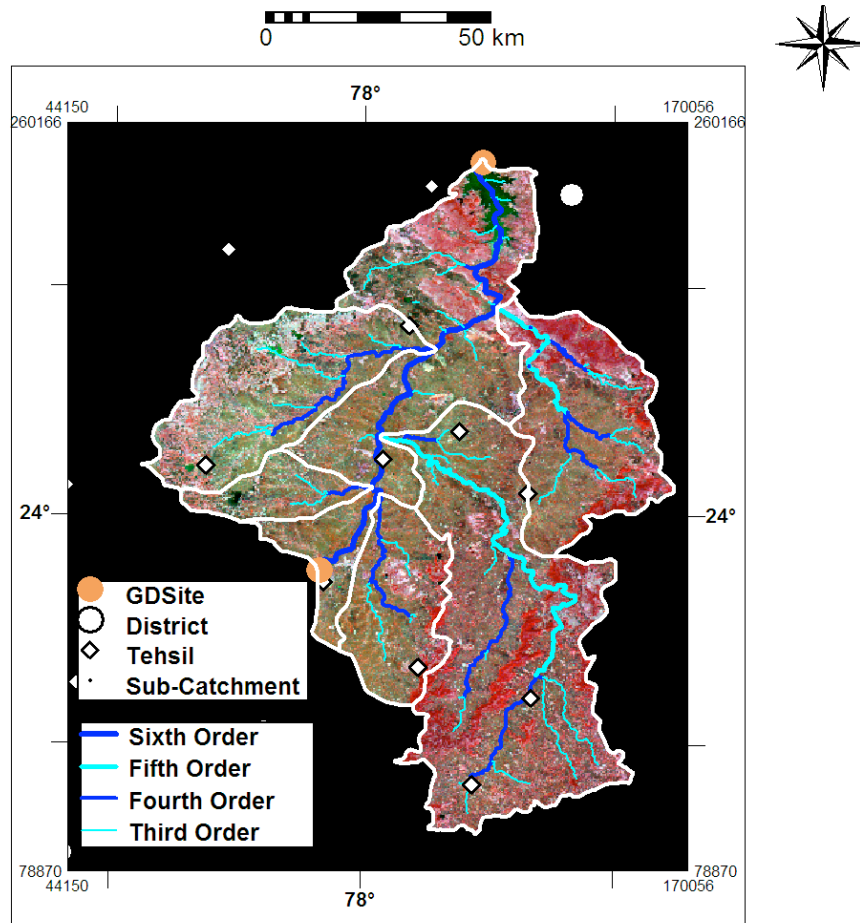 0 50 km
44150 78° 170056
260166 260166
24° 24°
GDSite
District
Tehsil
Sub-Catchment
Sixth Order
Fifth Order
Fourth Order
Third Order
78870 78870
44150 78° 170056